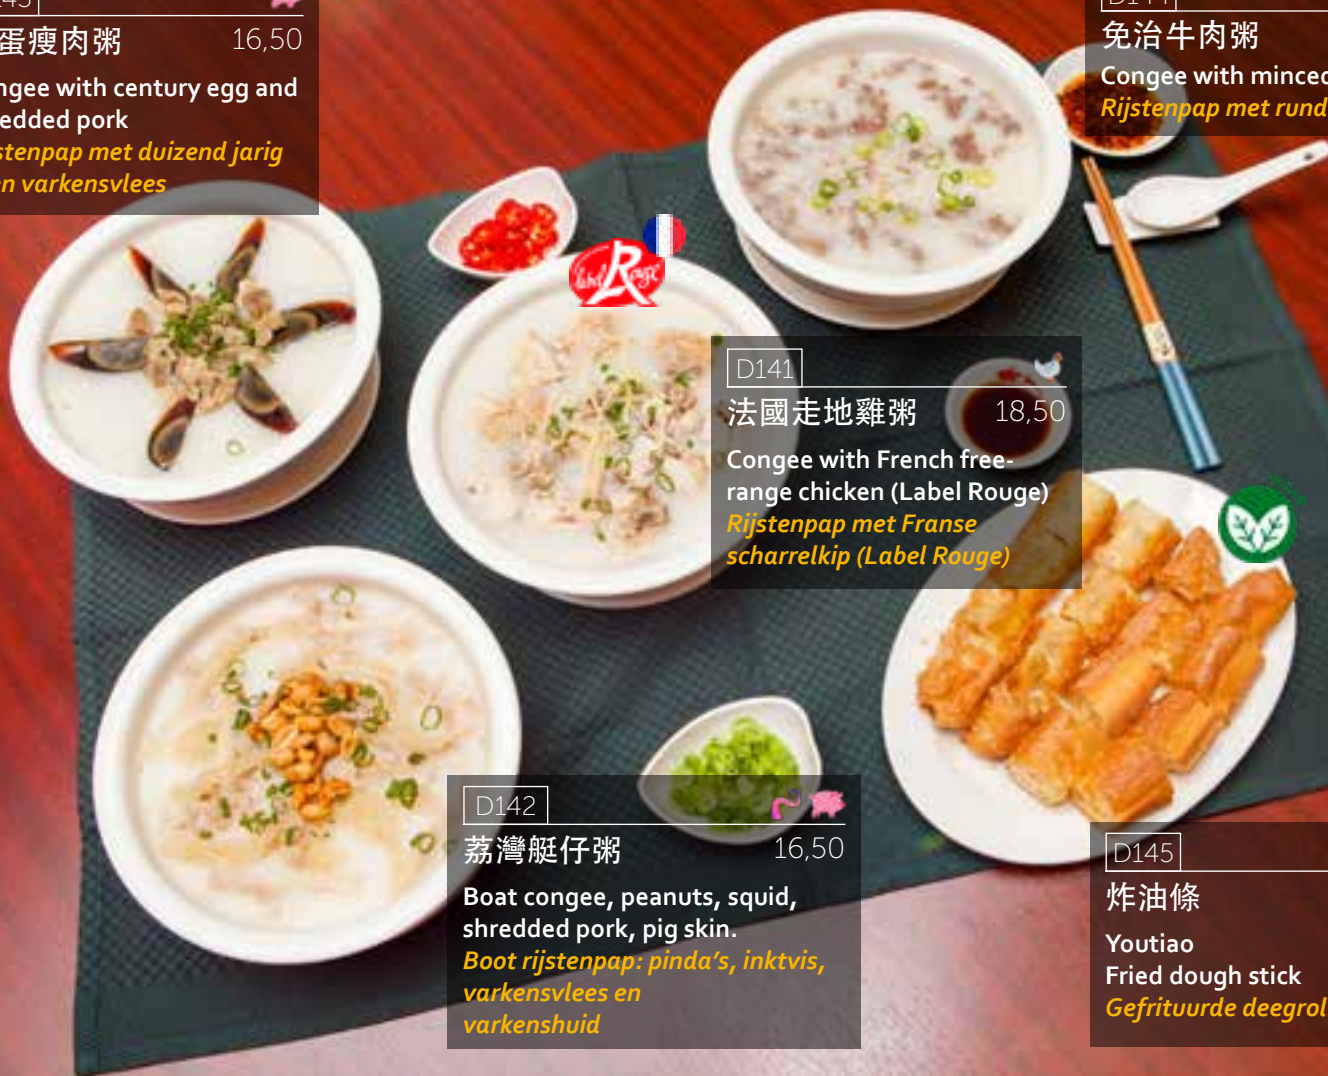 蛋瘦肉粥 16,50
ngee with century egg and
edded pork
stenpap met duizend jarig
en varkensvlees
免治牛肉粥
Congee with minced
Rijstenpap met rund
label Rouge
D141
法國走地雞粥 18,50
Congee with French free-
range chicken (Label Rouge)
Rijstenpap met Franse
scharrelkip (Label Rouge)
D142
荔灣艇仔粥 16,50
Boat congee, peanuts, squid,
shredded pork, pig skin.
Boot rijstenpap: pinda's, inktvis,
varkensvlees en
varkenshuid
D145
炸油條
Youtiao
Fried dough stick
Gefrituurde deegrol